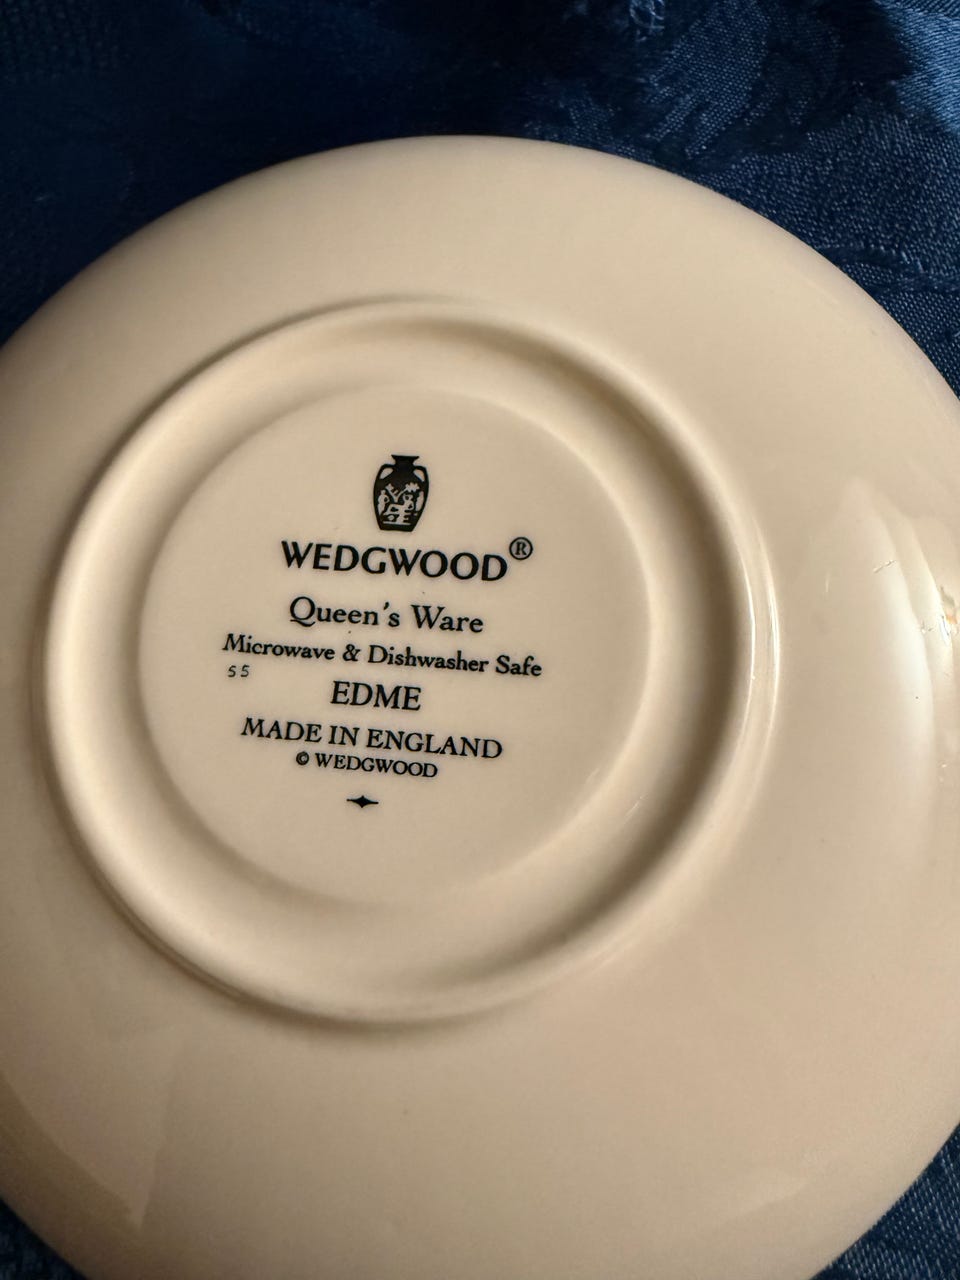 WEDGWOOD®
Queen's Ware
Microwave & Dishwasher Safe
55
EDME
MADE IN ENGLAND
© WEDGWOOD